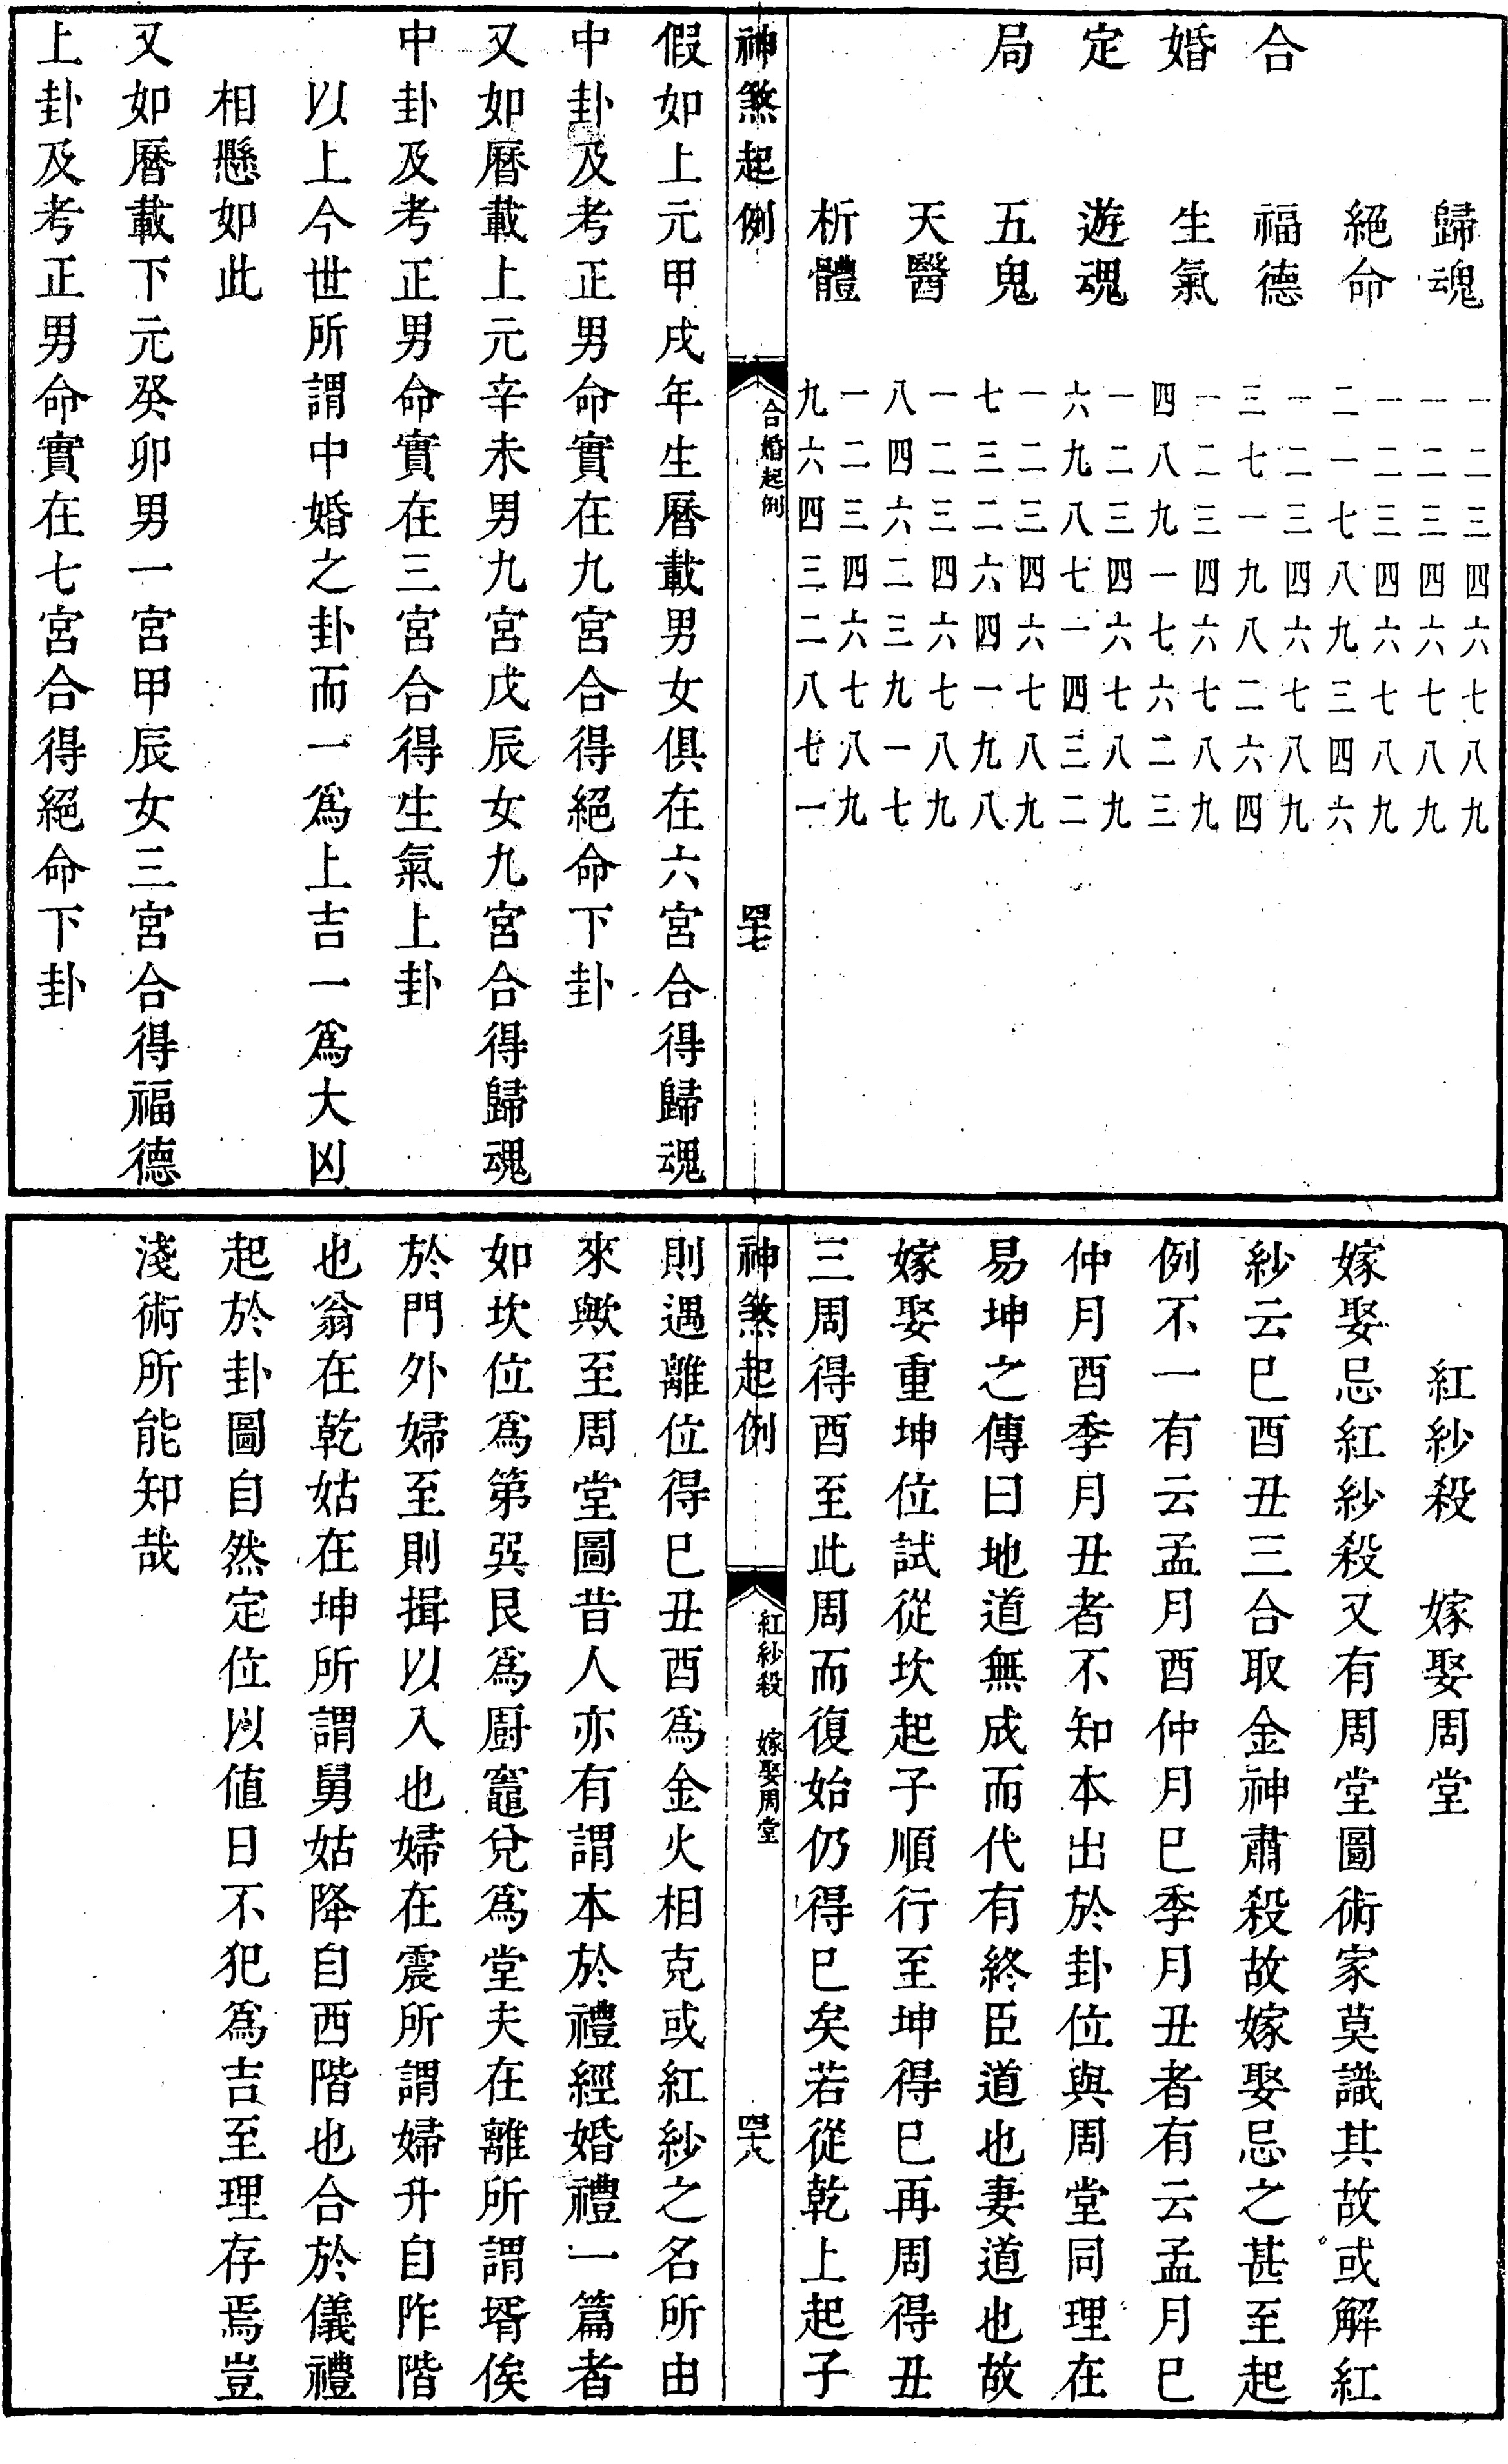 合婚定局
歸魂
一二三四六七八九
一二三四六七八九
絕命
一二三四六七八九
二一七八九三四六
福德
一二三四六七八九
三七一九八二六四
生氣
一二三四六七八九
四八九一七六二三
遊魂
一二三四六七八九
六九八七一四三二
五鬼
一二三四六七八九
七三二六四一九八
天醫
一二三四六七八九
八四六二三九一七
析體
一二三四六七八九
九六四三二八七一
神煞起例 合婚起例 四十七
假如上元甲戌年生曆載男女俱在六宮合得歸魂
中卦及考正男命實在九宮合得絕命下卦
又如曆載上元辛未男九宮戊辰女九宮合得歸魂
中卦及考正男命實在三宮合得生氣上卦
以上今世所謂中婚之卦而一爲上吉一爲大凶
相懸如此
又如曆載下元癸卯男一宮甲辰女三宮合得福德
上卦及考正男命實在七宮合得絕命下卦
紅紗殺 嫁娶周堂
嫁娶忌紅紗殺又有周堂圖術家莫識其故或解紅
紗云巳酉丑三合取金神肅殺故嫁娶忌之甚至起
例不一有云孟月酉仲月巳季月丑者有云孟月巳
仲月酉季月丑者不知本出於卦位與周堂同理在
易坤之傳曰地道無成而代有終臣道也妻道也故
嫁娶重坤位試從坎起子順行至坤得巳再周得丑
三周得酉至此周而復始仍得巳矣若從乾上起子
神煞起例 紅紗殺 嫁娶周堂 四十八
則遇離位得巳丑酉爲金火相克或紅紗之名所由
來歟至周堂圖昔人亦有謂本於禮經婚禮一篇者
如坎位爲第巽艮爲厨竈兌爲堂夫在離所謂壻俟
於門外婦至則揖以入也婦在震所謂婦升自阼階
也翁在乾姑在坤所謂舅姑降自西階也合於儀禮
起於卦圖自然定位以値日不犯爲吉至理存焉豈
淺術所能知哉